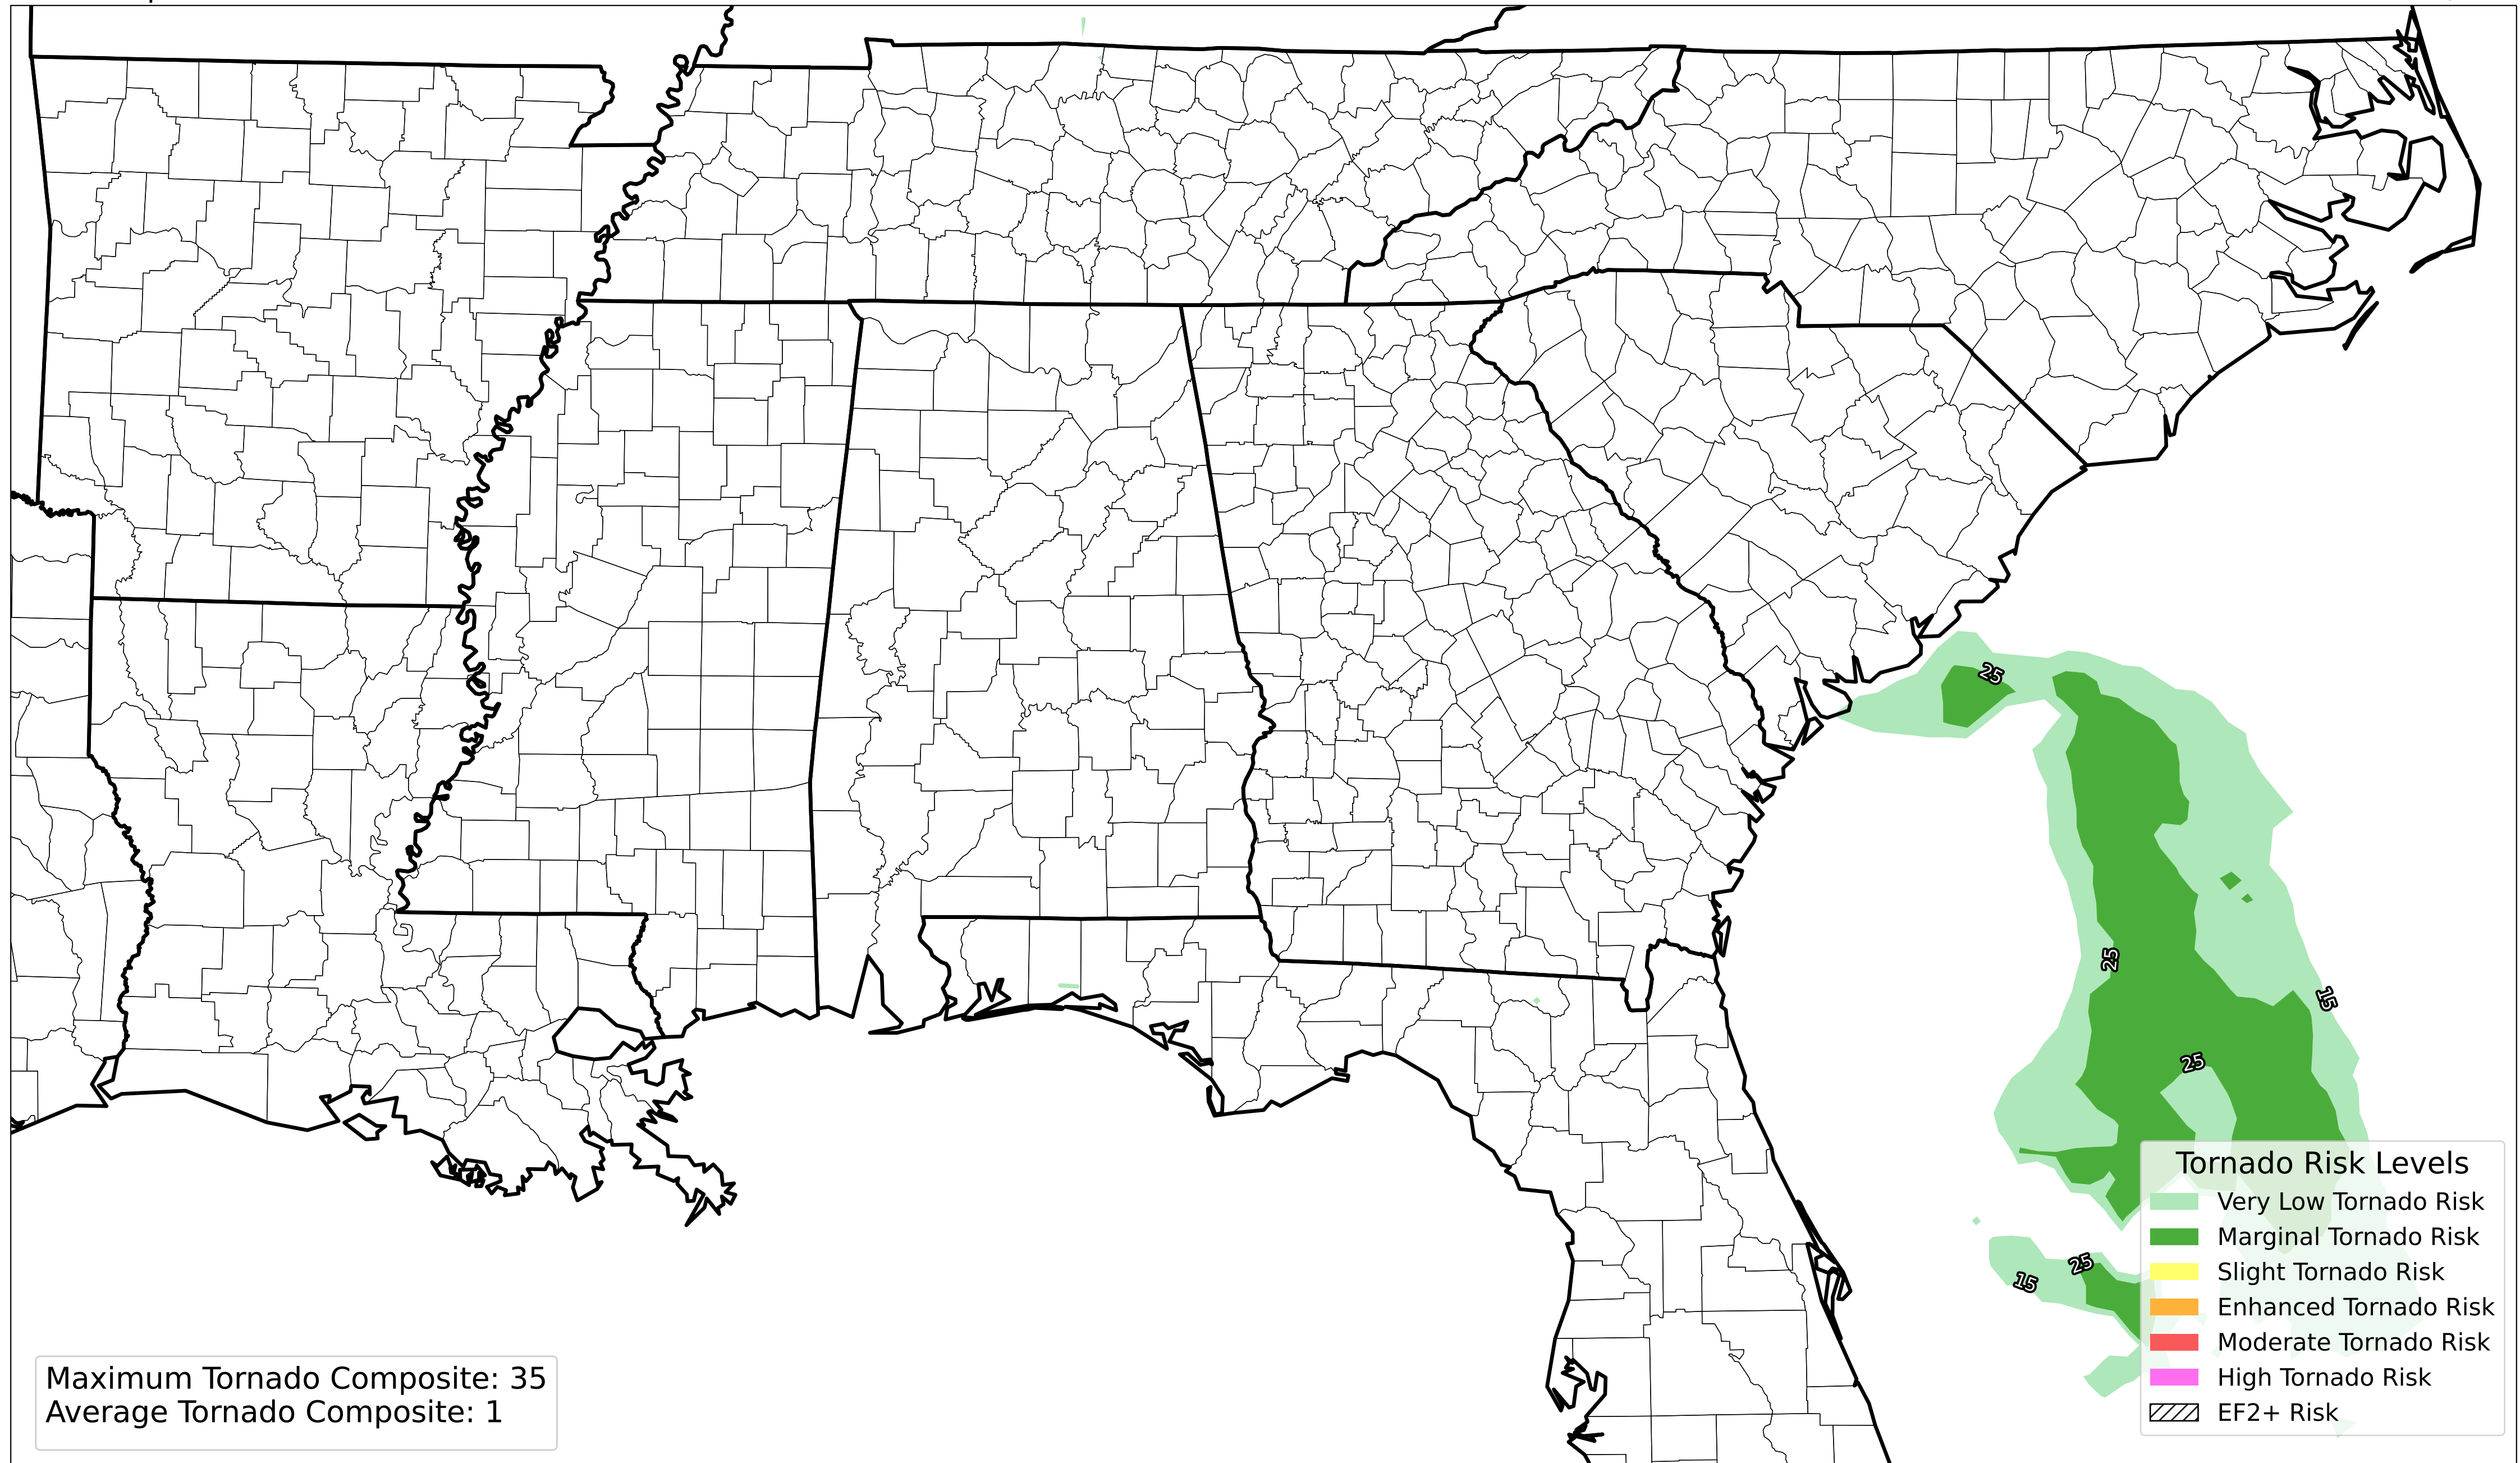 25
25
15
25
Tornado Risk Levels
Very Low Tornado Risk
Marginal Tornado Risk
Slight Tornado Risk
Enhanced Tornado Risk
Moderate Tornado Risk
High Tornado Risk
EF2+ Risk
25
15
Maximum Tornado Composite: 35
Average Tornado Composite: 1